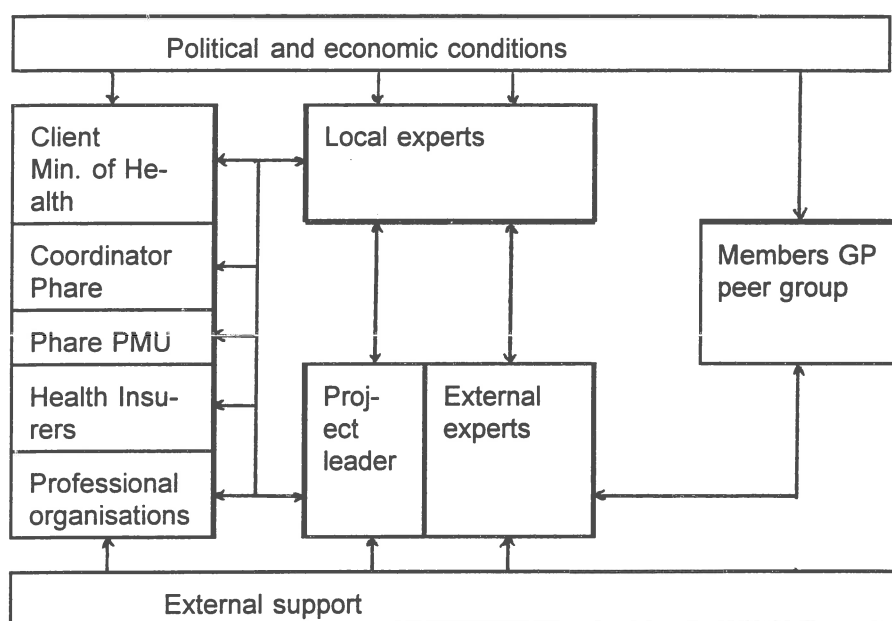 Political and economic conditions
Client
Min. of He-
alth
Local experts
Coordinator
Phare
Members GP
peer group
Phare PMU
Health Insu-
rers
Proj-
ect
leader
External
experts
Professional
organisations
External support